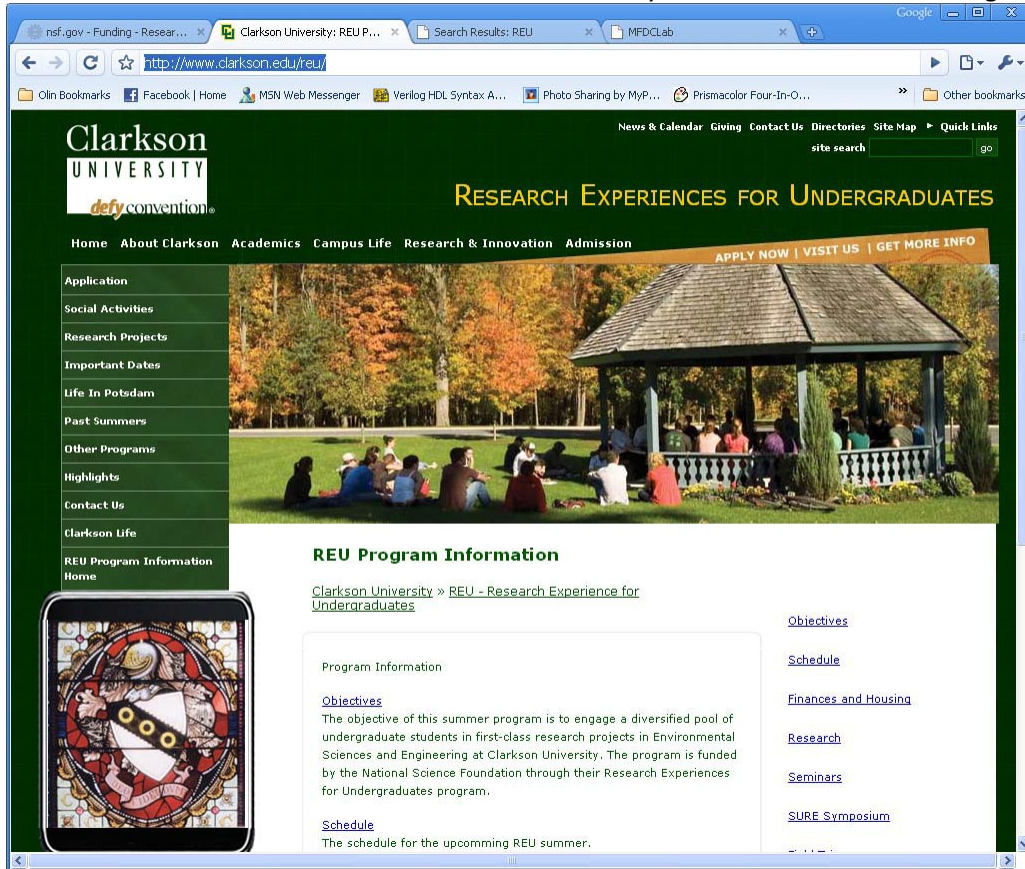 Google
nsf.gov - Funding - Resear...
Clarkson University: REU P...
Search Results: REU
MFDCLab
http://www.clarkson.edu/reu/
Olin Bookmarks
Facebook | Home
MSN Web Messenger
Verilog HDL Syntax A...
Photo Sharing by MyP...
Prismacolor Four-In-O...
»
Other bookmarks
News & Calendar Giving Contact Us Directories Site Map Quick Links
site search go
Clarkson
UNIVERSITY
defy convention®
RESEARCH EXPERIENCES FOR UNDERGRADUATES
Home About Clarkson Academics Campus Life Research & Innovation Admission
APPLY NOW | VISIT US | GET MORE INFO
Application
Social Activities
Research Projects
Important Dates
Life In Potsdam
Past Summers
Other Programs
Highlights
Contact Us
Clarkson Life
REU Program Information
Home
REU Program Information
Clarkson University » REU - Research Experience for
Undergraduates
Program Information
Objectives
The objective of this summer program is to engage a diversified pool of
undergraduate students in first-class research projects in Environmental
Sciences and Engineering at Clarkson University. The program is funded
by the National Science Foundation through their Research Experiences
for Undergraduates program.
Schedule
The schedule for the upcomming REU summer.
Objectives
Schedule
Finances and Housing
Research
Seminars
SURE Symposium